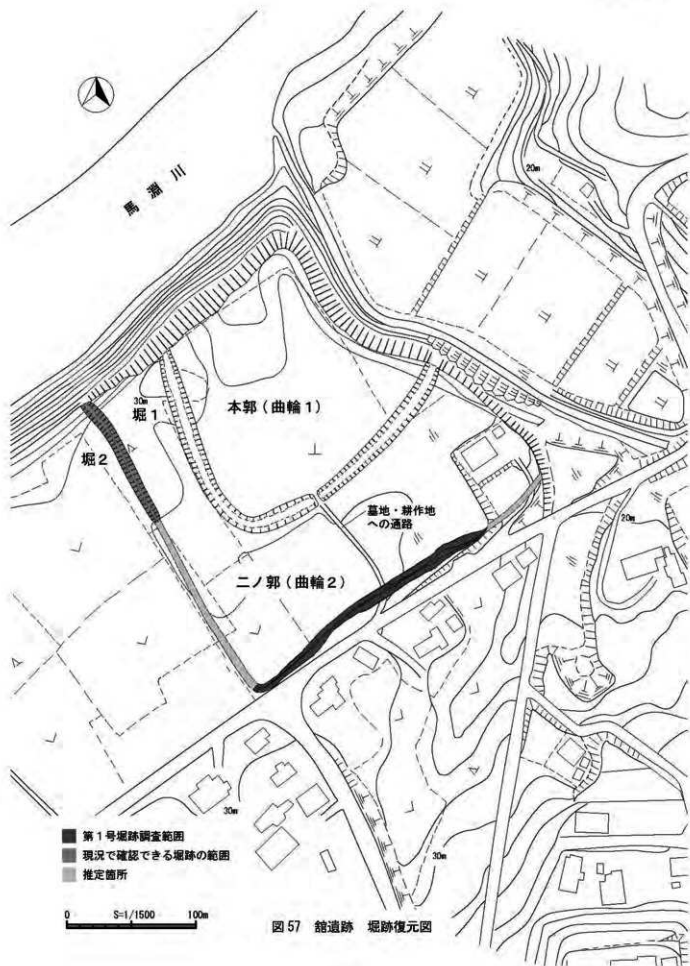 20m
馬淵川
30m
堀1
本郭(曲輪1)
堀2
墓地・耕作地
への通路
20m
二ノ郭(曲輪2)
30m
30m
第1号堀跡調査範囲
現況で確認できる堀跡の範囲
推定箇所
0 S=1/1500 100m
図57 舘遺跡 堀跡復元図